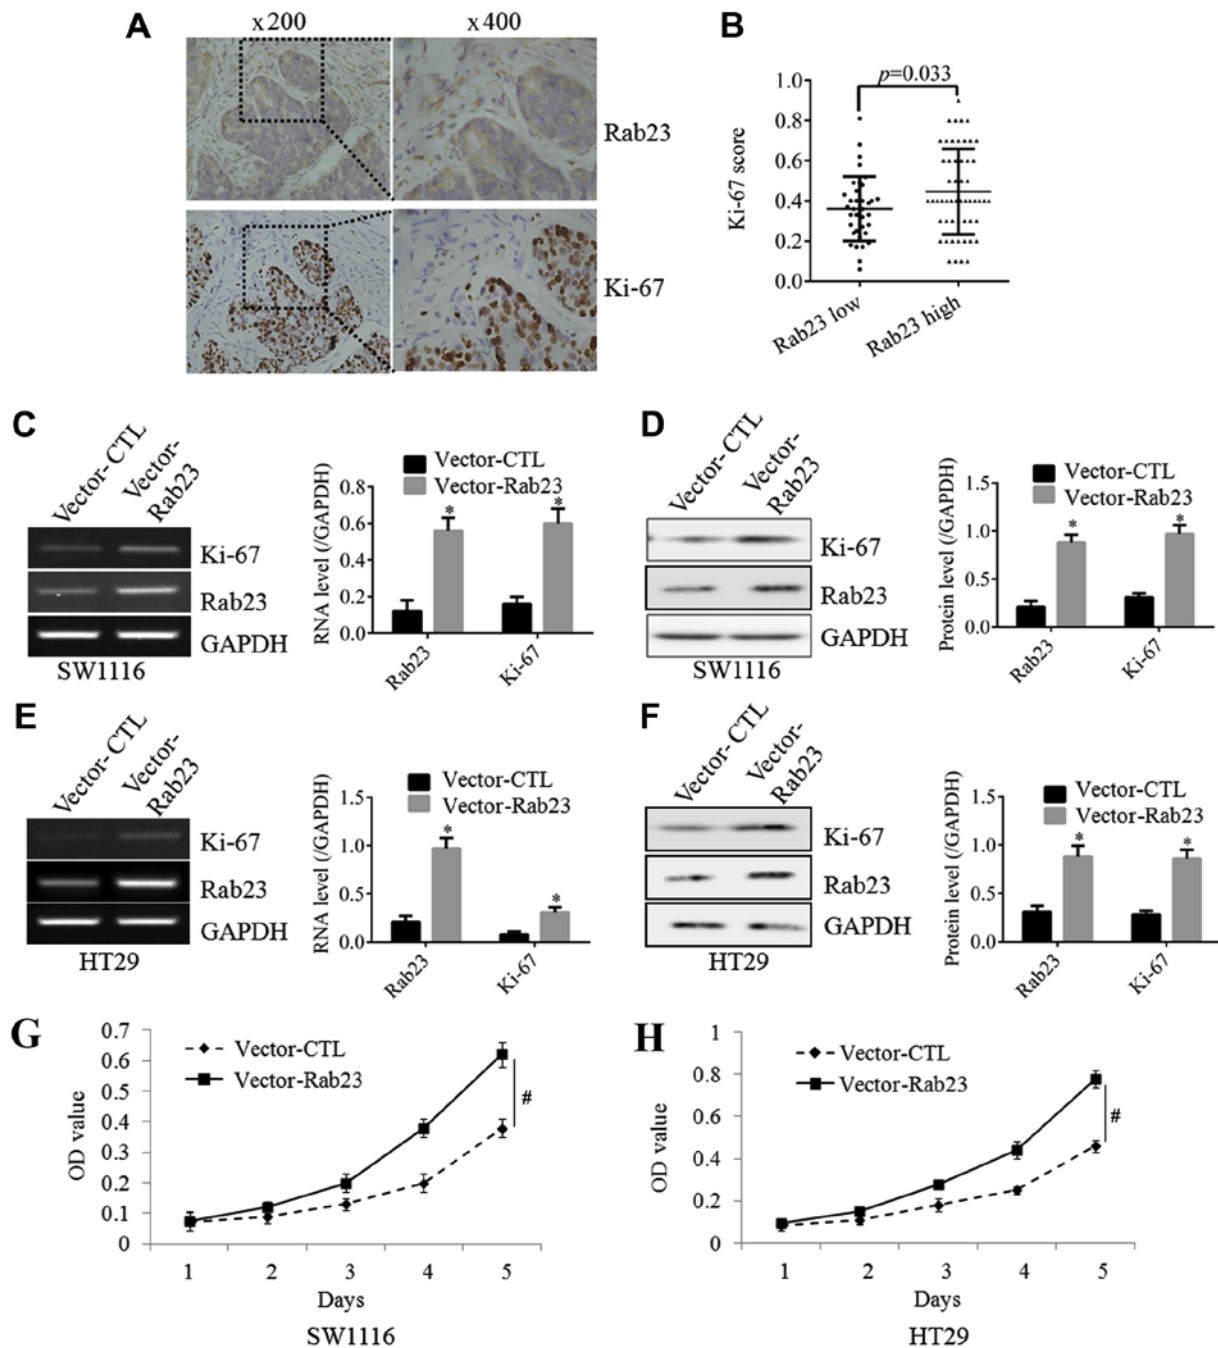 A
x200
x400
Rab23
Ki-67
B
p=0.033
Ki-67 score
1.0
0.8
0.6
0.4
0.2
0.0
Rab23 low
Rab23 high
C
Vector-CTL
Vector-
Rab23
Ki-67
Rab23
GAPDH
SW1116
RNA level (/GAPDH)
Vector-CTL
Vector-Rab23
0.8
0.6
0.4
0.2
0.0
*
*
Rab23
Ki-67
D
Vector-CTL
Vector-
Rab23
Ki-67
Rab23
GAPDH
SW1116
Protein level (/GAPDH)
Vector-CTL
Vector-Rab23
1.5
1.0
0.5
0.0
*
*
Rab23
Ki-67
E
Vector-CTL
Vector-
Rab23
Ki-67
Rab23
GAPDH
HT29
RNA level (/GAPDH)
Vector-CTL
Vector-Rab23
1.5
1.0
0.5
0.0
*
*
Rab23
Ki-67
F
Vector- CTL
Vector-
Rab23
Ki-67
Rab23
GAPDH
HT29
Protein level (/GAPDH)
Vector-CTL
Vector-Rab23
1.5
1.0
0.5
0.0
*
*
Rab23
Ki-67
G
OD value
0.7
0.6
0.5
0.4
0.3
0.2
0.1
0
Vector-CTL
Vector-Rab23
#
1 2 3 4 5
Days
SW1116
H
OD value
1
0.8
0.6
0.4
0.2
0
Vector-CTL
Vector-Rab23
#
1 2 3 4 5
Days
HT29